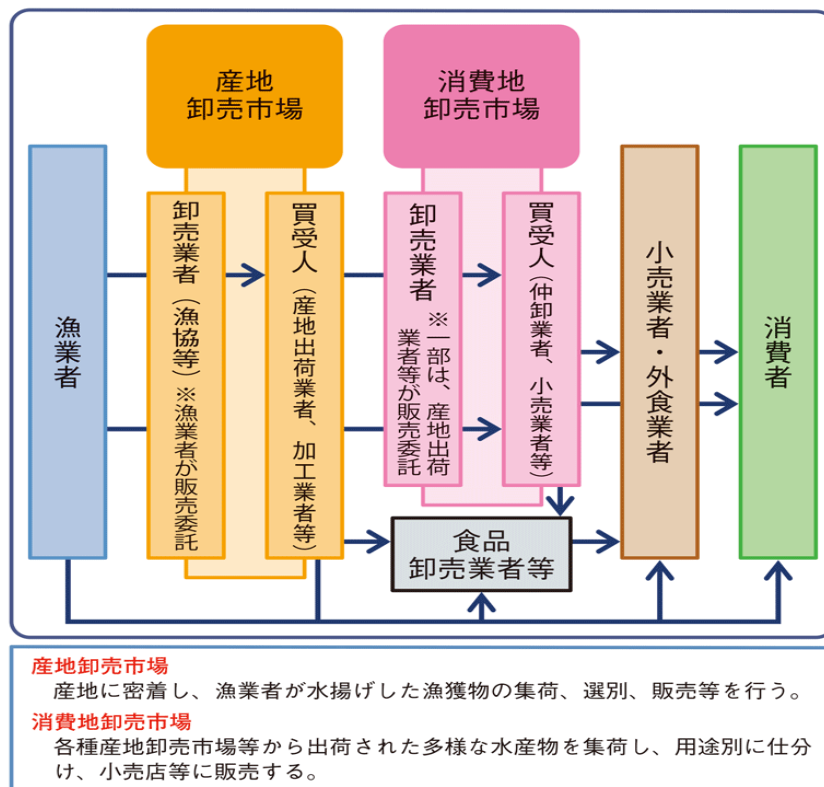 産地
卸売市場
消費地
卸売市場
漁業者
卸売業者（漁協等）※漁業者が販売委託
買受人（産地出荷業者、加工業者等）
卸売業者
※一部は、産地出荷
業者等が販売委託
買受人（仲卸業者、小売業者等）
食品
卸売業者等
小売業者・外食業者
消費者
産地卸売市場
産地に密着し、漁業者が水揚げした漁獲物の集荷、選別、販売等を行う。
消費地卸売市場
各種産地卸売市場等から出荷された多様な水産物を集荷し、用途別に仕分
け、小売店等に販売する。